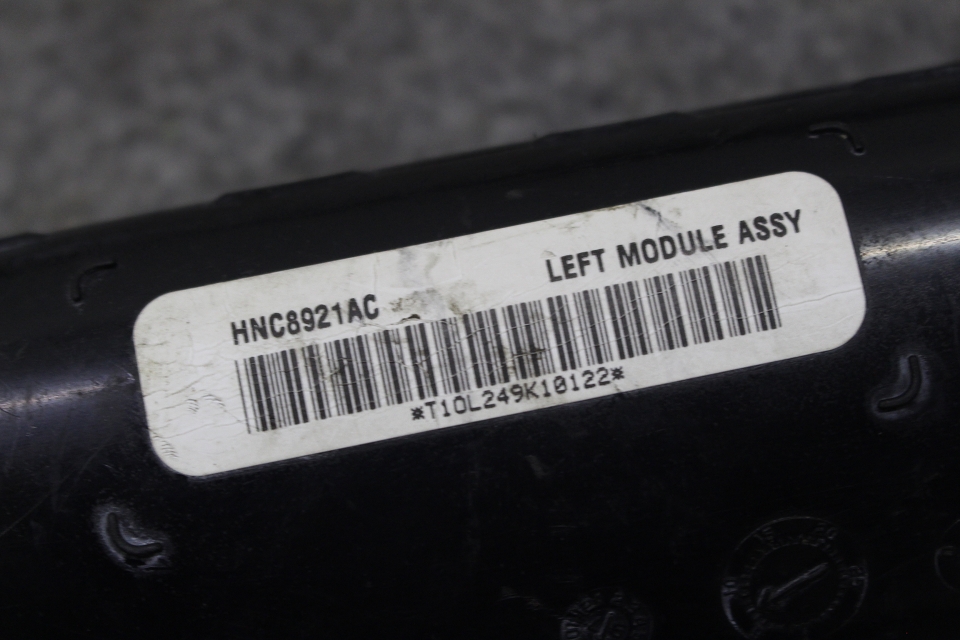 HNC8921AC LEFT MODULE ASSY
*T10L249K10122*